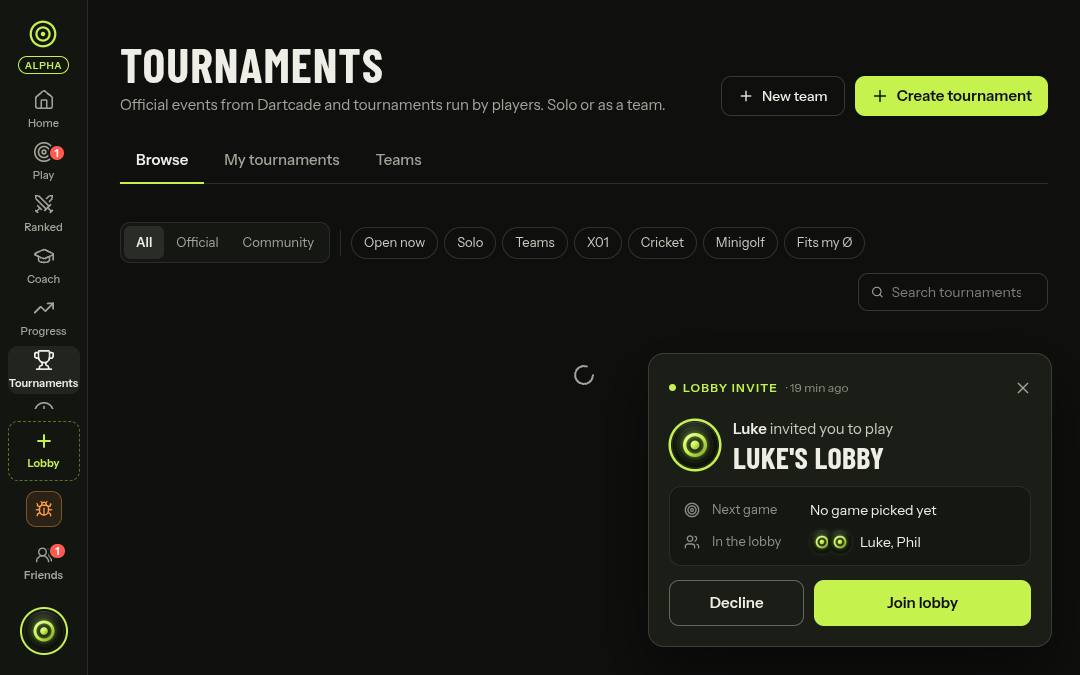 ALPHA
Home
1
Play
Ranked
Coach
Progress
Tournaments
Lobby
1
Friends
TOURNAMENTS
Official events from Dartcade and tournaments run by players. Solo or as a team.
New team
Create tournament
Browse My tournaments Teams
All Official Community Open now Solo Teams X01 Cricket Minigolf Fits my Ø
Search tournaments
LOBBY INVITE · 19 min ago
Luke invited you to play
LUKE'S LOBBY
Next game No game picked yet
In the lobby Luke, Phil
Decline Join lobby